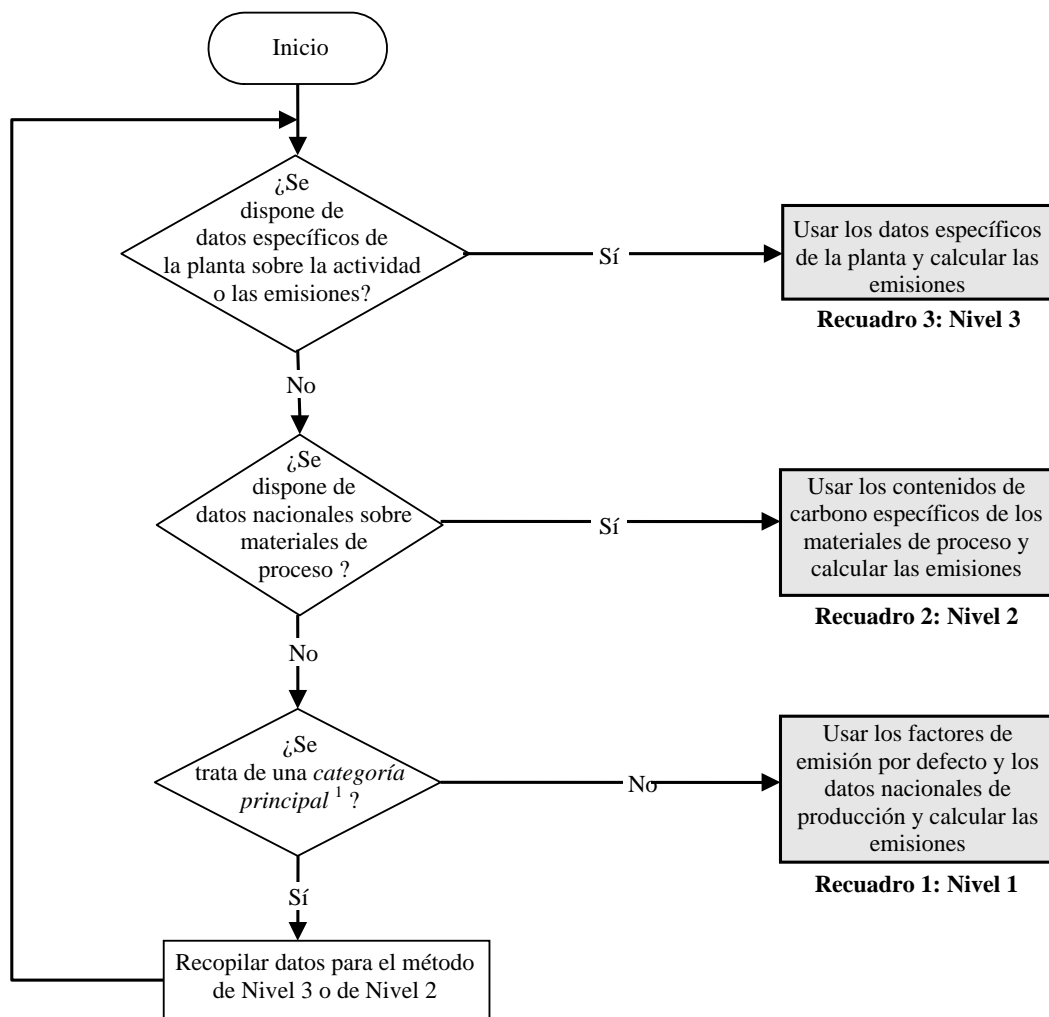 Inicio
¿Se
dispone de
datos específicos de
la planta sobre la actividad
o las emisiones?
Sí
Usar los datos específicos
de la planta y calcular las
emisiones
Recuadro 3: Nivel 3
No
¿Se
dispone de
datos nacionales sobre
materiales de
proceso ?
Sí
Usar los contenidos de
carbono específicos de los
materiales de proceso y
calcular las emisiones
Recuadro 2: Nivel 2
No
¿Se
trata de una categoría
principal 1 ?
No
Usar los factores de
emisión por defecto y los
datos nacionales de
producción y calcular las
emisiones
Recuadro 1: Nivel 1
Sí
Recopilar datos para el método
de Nivel 3 o de Nivel 2